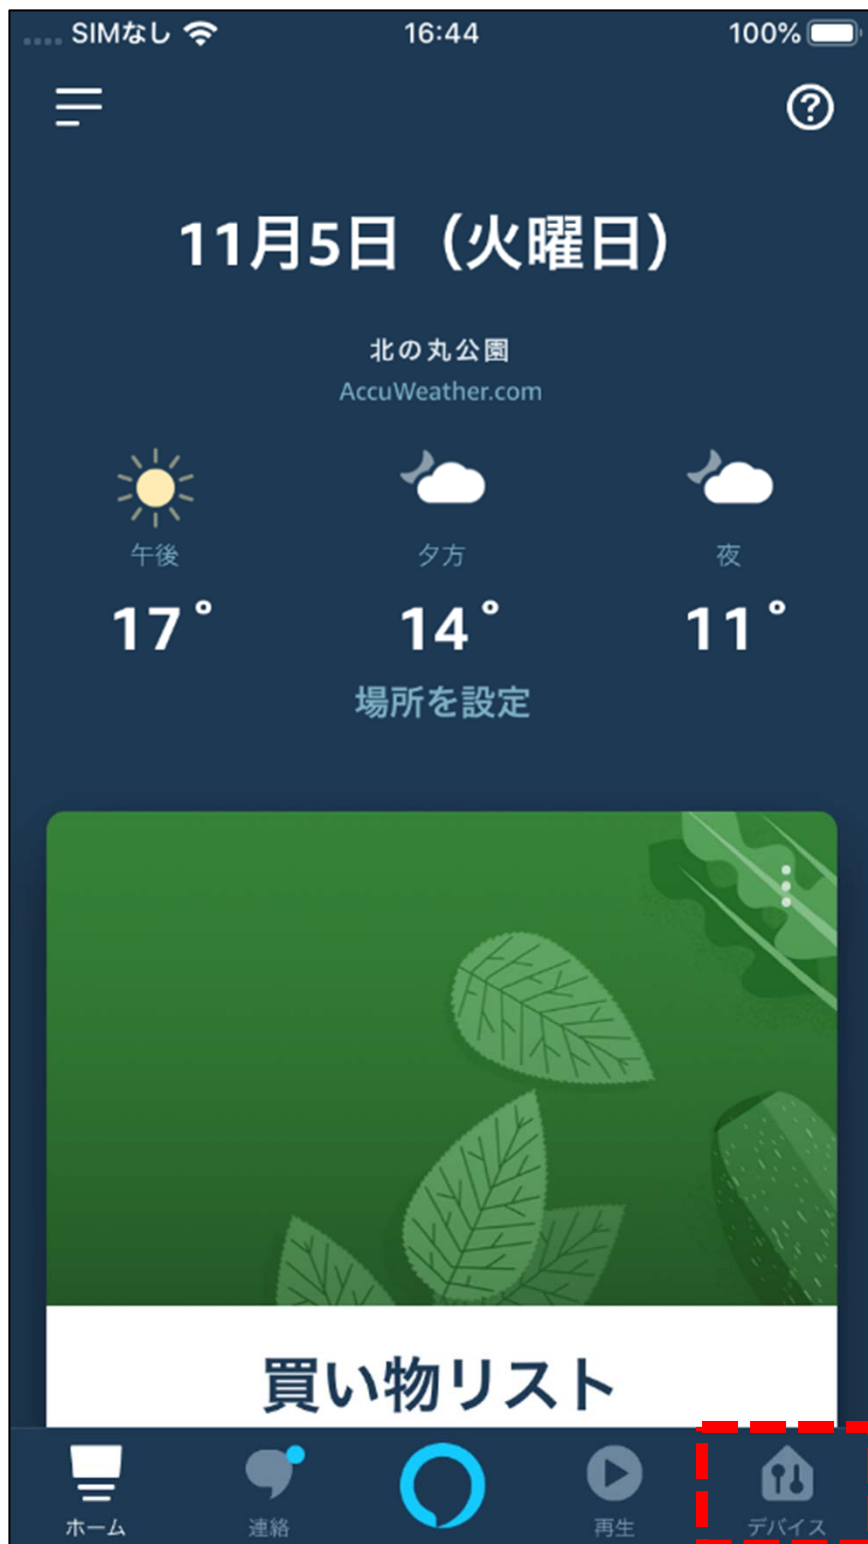 SIMなし 16:44 100%
11月5日（火曜日）
北の丸公園
AccuWeather.com
午後 夕方 夜
17° 14° 11°
場所を設定
買い物リスト
ホーム 連絡 再生 デバイス